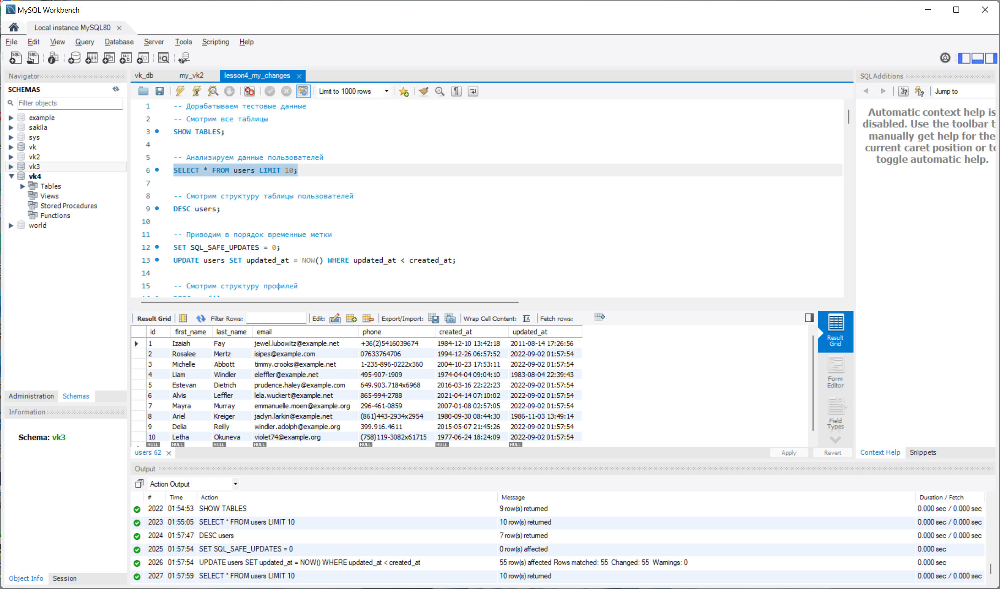 MySQL Workbench
Local instance MySQL80
File Edit View Query Database Server Tools Scripting Help
Navigator
SCHEMAS
Filter objects
example
sakila
sys
vk
vk2
vk3
vk4
Tables
Views
Stored Procedures
Functions
world
Administration Schemas
Information
Schema: vk3
Object Info Session
vk_db my_vk2 lesson4_my_changes
Limit to 1000 rows
1 -- Дорабатываем тестовые данные
2 -- Смотрим все таблицы
3 SHOW TABLES;
4
5 -- Анализируем данные пользователей
6 SELECT * FROM users LIMIT 10;
7
8 -- Смотрим структуру таблицы пользователей
9 DESC users;
10
11 -- Приводим в порядок временные метки
12 SET SQL_SAFE_UPDATES = 0;
13 UPDATE users SET updated_at = NOW() WHERE updated_at < created_at;
14
15 -- Смотрим структуру профилей
Result Grid Filter Rows: Edit: Export/Import: Wrap Cell Content: Fetch rows:
id first_name last_name email phone created_at updated_at
1 Izaiah Fay jewel.lubowitz@example.net +36(2)5416039674 1984-12-10 13:42:18 2011-08-14 17:26:56
2 Rosalee Mertz isipes@example.com 07633764706 1994-12-26 06:57:52 2022-09-02 01:57:54
3 Michelle Abbott timmy.crooks@example.net 1-235-896-0222x360 2004-10-23 17:53:11 2022-09-02 01:57:54
4 Liam Windler eleffler@example.net 495-907-1909 1974-04-04 09:04:10 1983-08-04 22:39:43
5 Estevan Dietrich prudence.haley@example.com 649.903.7184x6968 2016-03-16 22:22:23 2022-09-02 01:57:54
6 Alvis Leffler lela.wuckert@example.net 865-994-2788 2021-04-14 07:10:02 2022-09-02 01:57:54
7 Mayra Murray emmanuelle.moen@example.org 296-461-0859 2007-01-08 02:57:05 2022-09-02 01:57:54
8 Ariel Kreiger jaclyn.larkin@example.net (861)443-2934x2954 1980-09-30 08:44:30 1986-11-03 13:49:14
9 Delia Reilly windler.adolph@example.org 399.916.4611 2015-05-07 21:45:26 2022-09-02 01:57:54
10 Letha Okuneva violet74@example.org (758)119-3082x61715 1977-06-24 18:24:09 2022-09-02 01:57:54
NULL NULL NULL NULL NULL NULL NULL
Result
Grid
Form
Editor
Field
Types
users 62 Apply Revert
SQLAdditions
Jump to
Automatic context help is
disabled. Use the toolbar t
manually get help for the
current caret position or to
toggle automatic help.
Context Help Snippets
Output
Action Output
# Time Action Message Duration / Fetch
2022 01:54:53 SHOW TABLES 9 row(s) returned 0.000 sec / 0.000 sec
2023 01:55:05 SELECT * FROM users LIMIT 10 10 row(s) returned 0.000 sec / 0.000 sec
2024 01:57:47 DESC users 7 row(s) returned 0.000 sec / 0.000 sec
2025 01:57:54 SET SQL_SAFE_UPDATES = 0 0 row(s) affected 0.000 sec
2026 01:57:54 UPDATE users SET updated_at = NOW() WHERE updated_at < created_at 55 row(s) affected Rows matched: 55 Changed: 55 Warnings: 0 0.000 sec
2027 01:57:59 SELECT * FROM users LIMIT 10 10 row(s) returned 0.000 sec / 0.000 sec